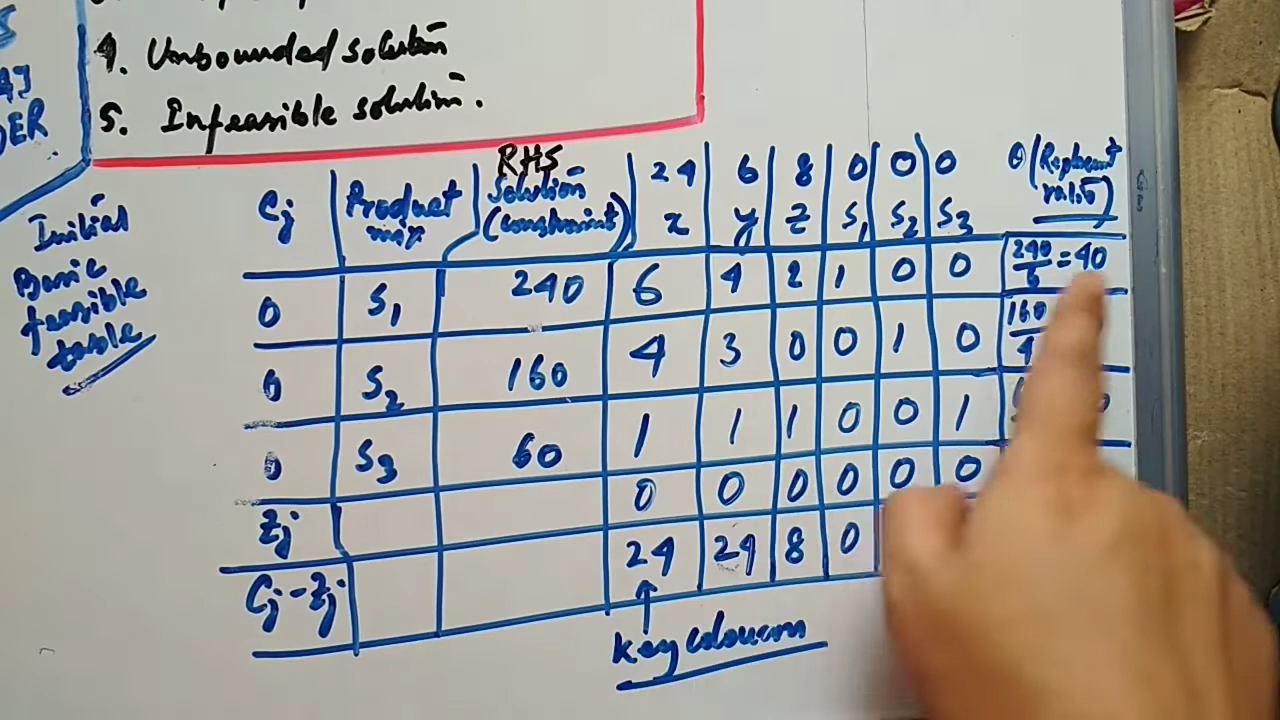 4. Unbounded solution
5. Infeasible solution.
DER
Initial
Basic
feasible
table
RHS
Cj Product mix Solution (constraint) 24 x 6 y 8 z 0 S1 0 S2 0 S3 θ (Replacement ratio)
0 S1 240 6 4 2 1 0 0 240/6 = 40
0 S2 160 4 3 0 0 1 0 160/4
0 S3 60 1 1 1 0 0 1
Zj 0 0 0 0 0 0
Cj - Zj 24 24 8 0
key coloumn